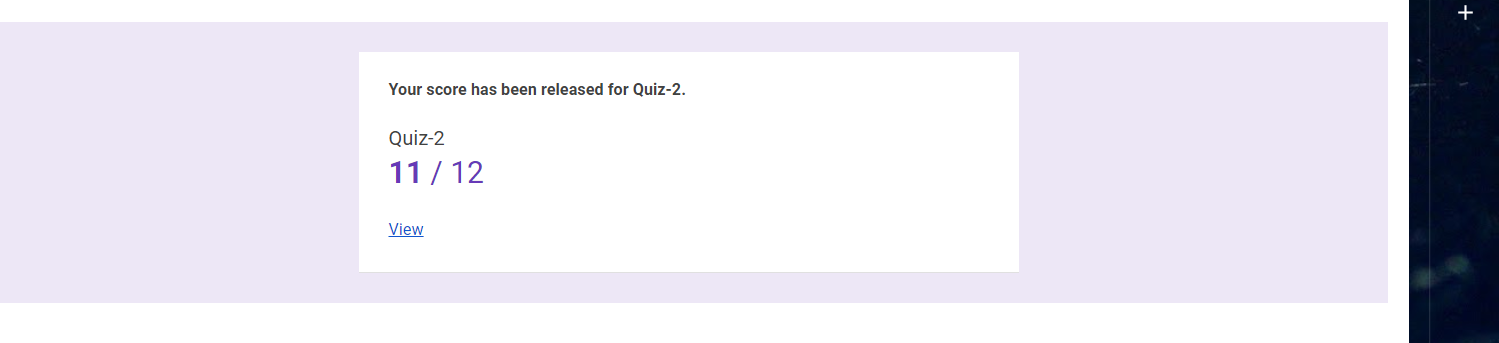 Your score has been released for Quiz-2.
Quiz-2
11 / 12
View